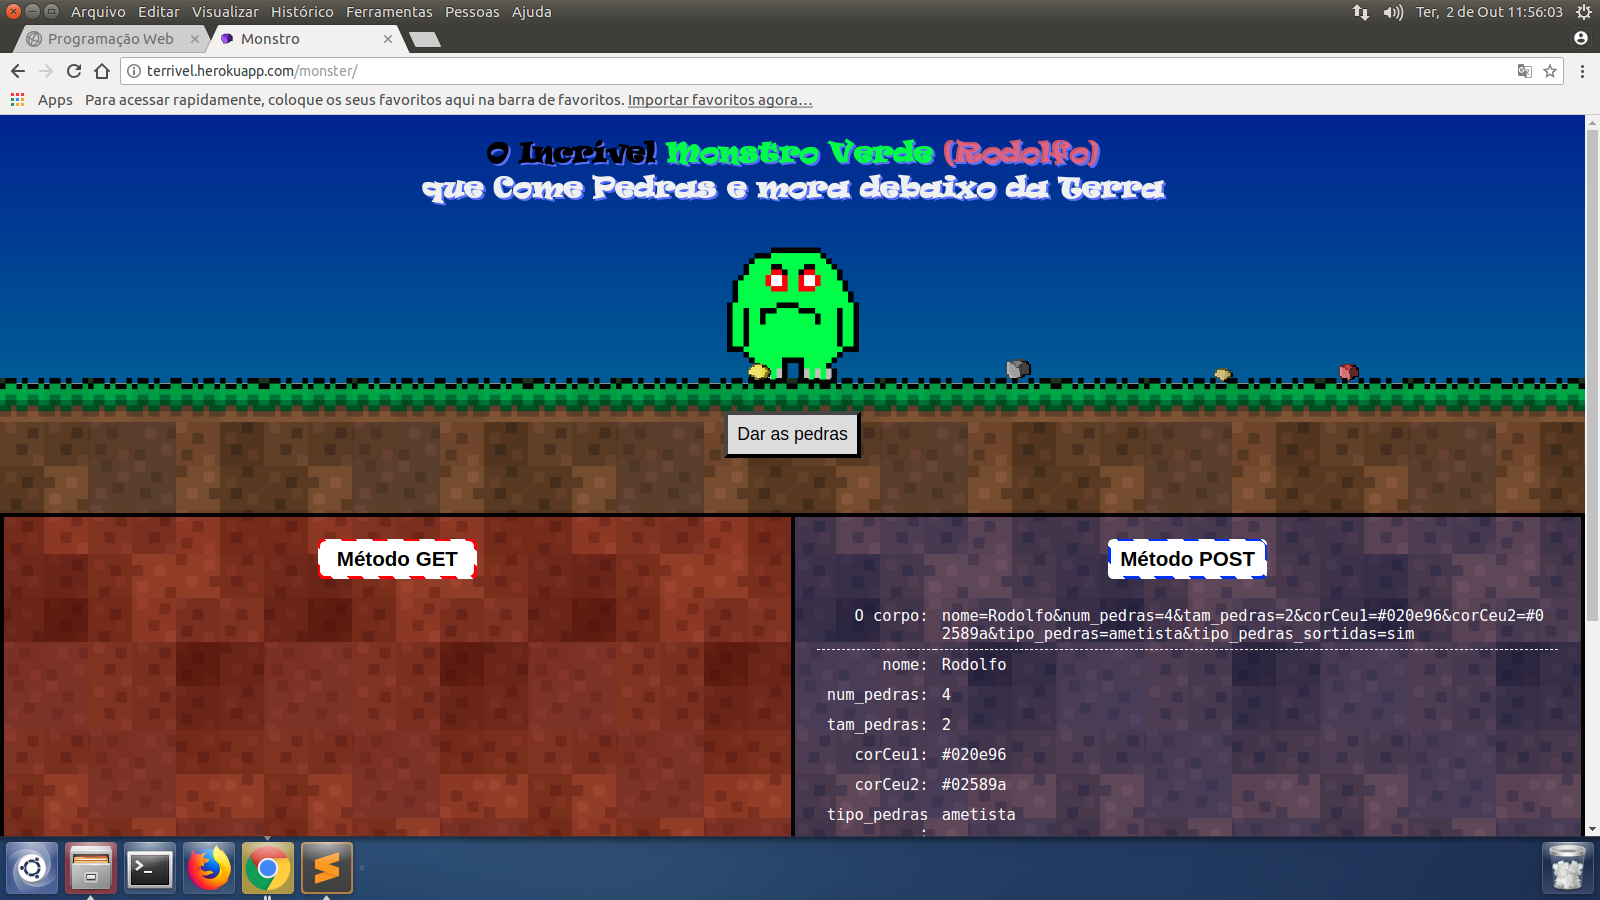 Arquivo Editar Visualizar Histórico Ferramentas Pessoas Ajuda
Ter, 2 de Out 11:56:03
Programação Web
Monstro
terrivel.herokuapp.com/monster/
Apps Para acessar rapidamente, coloque os seus favoritos aqui na barra de favoritos. Importar favoritos agora...
O Incrível Monstro Verde (Rodolfo)
que Come Pedras e mora debaixo da Terra
Dar as pedras
Método GET
Método POST
O corpo: nome=Rodolfo&num_pedras=4&tam_pedras=2&corCeu1=#020e96&corCeu2=#0
2589a&tipo_pedras=ametista&tipo_pedras_sortidas=sim
nome: Rodolfo
num_pedras: 4
tam_pedras: 2
corCeu1: #020e96
corCeu2: #02589a
tipo_pedras ametista
: